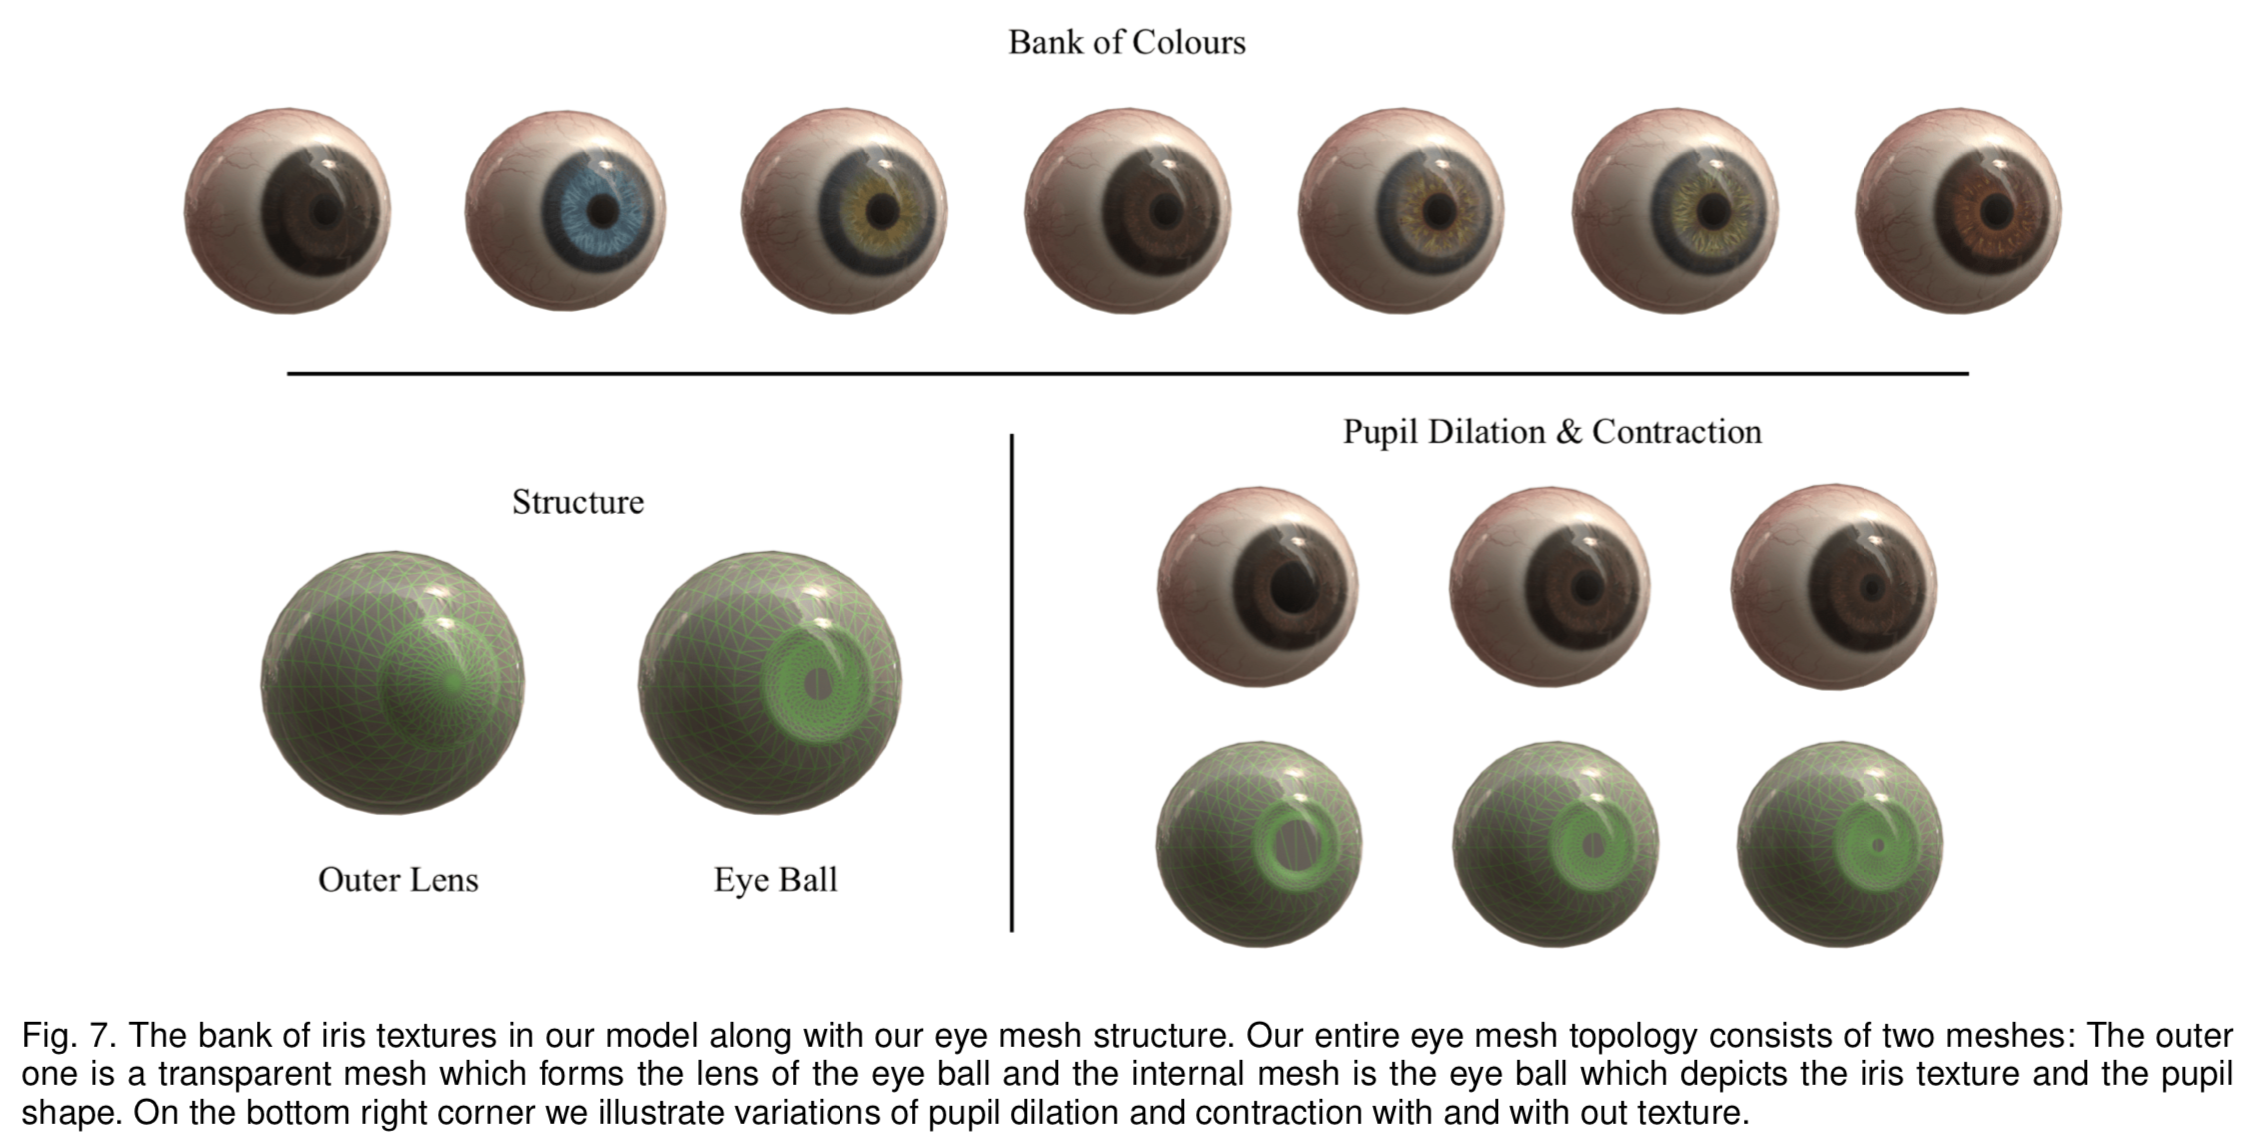 Bank of Colours
Pupil Dilation & Contraction
Structure
Outer Lens
Eye Ball
Fig. 7. The bank of iris textures in our model along with our eye mesh structure. Our entire eye mesh topology consists of two meshes: The outer
one is a transparent mesh which forms the lens of the eye ball and the internal mesh is the eye ball which depicts the iris texture and the pupil
shape. On the bottom right corner we illustrate variations of pupil dilation and contraction with and with out texture.